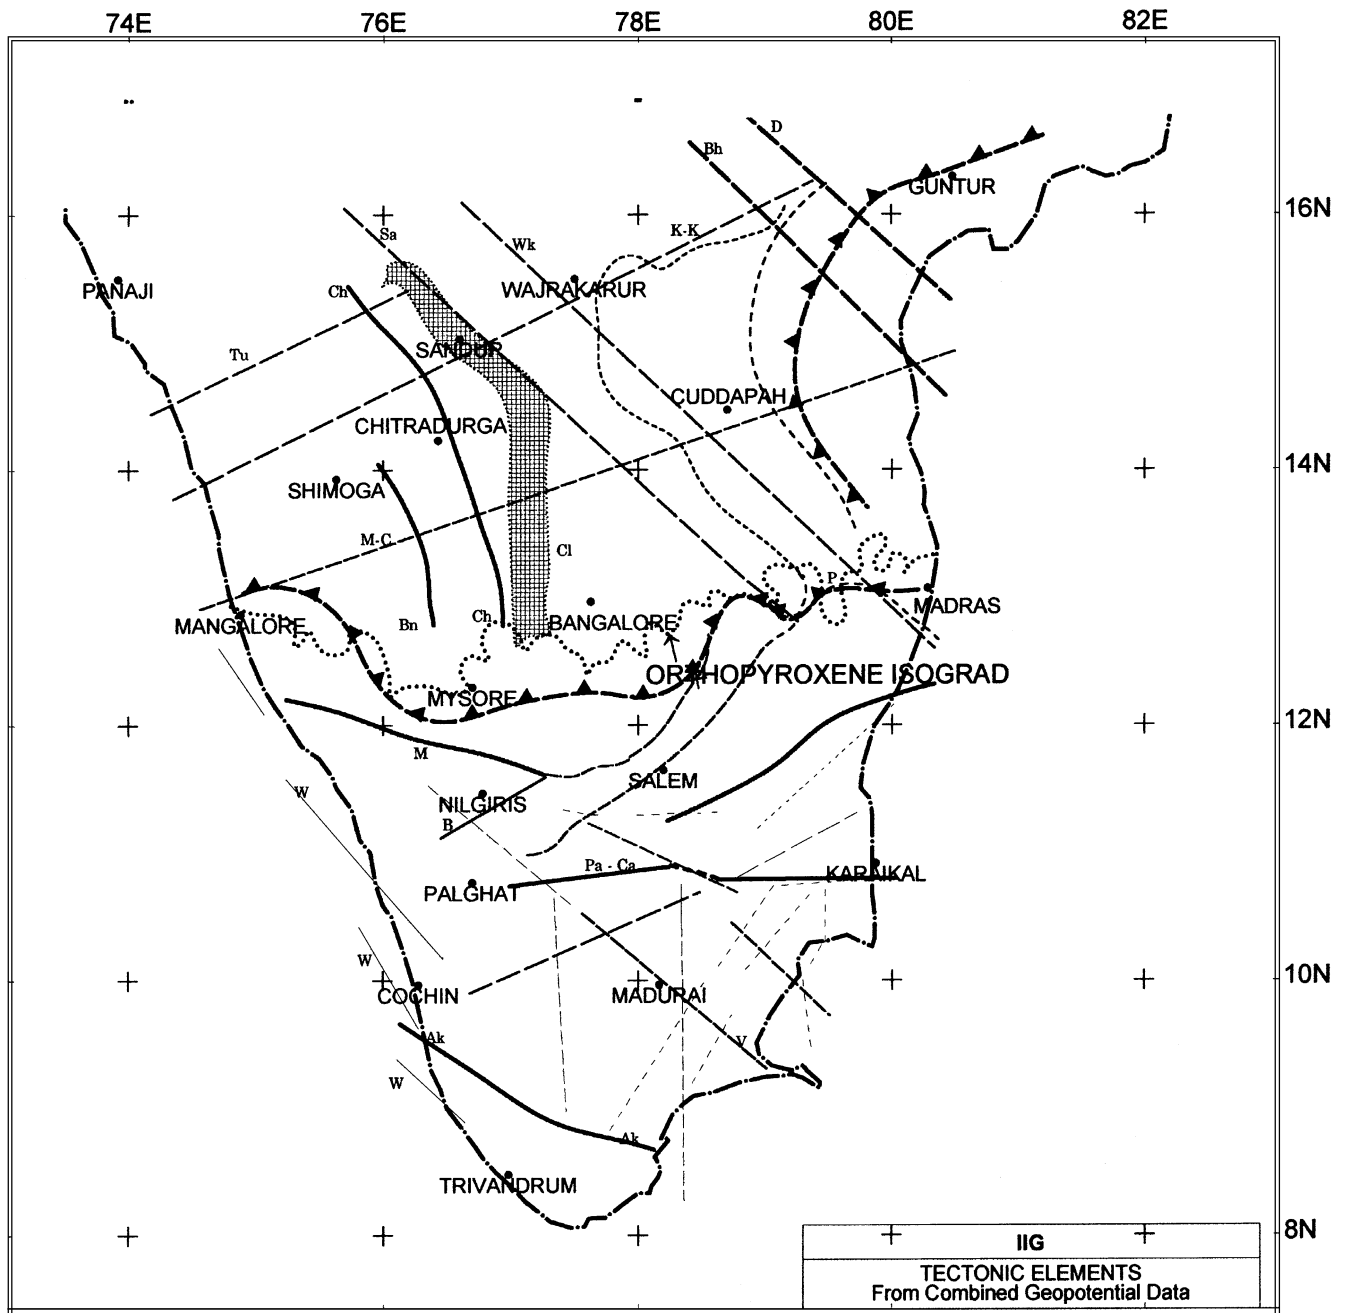 74E 76E 78E 80E 82E
D
Bh
GUNTUR
16N
Sa
Wk
K-K
PANAJI
Ch
WAJRAKARUR
Tu
SANDUR
CUDDAPAH
CHITRADURGA
14N
SHIMOGA
M-C
Cl
P
MADRAS
MANGALORE
Bn
Ch
BANGALORE
ORTHOPYROXENE ISOGRAD
MYSORE
12N
M
SALEM
W
NILGIRIS
B
Pa - Ca
KARAIKAL
PALGHAT
W
10N
COCHIN
MADURAI
Ak
V
W
Ak
TRIVANDRUM
8N
IIG
TECTONIC ELEMENTS
From Combined Geopotential Data